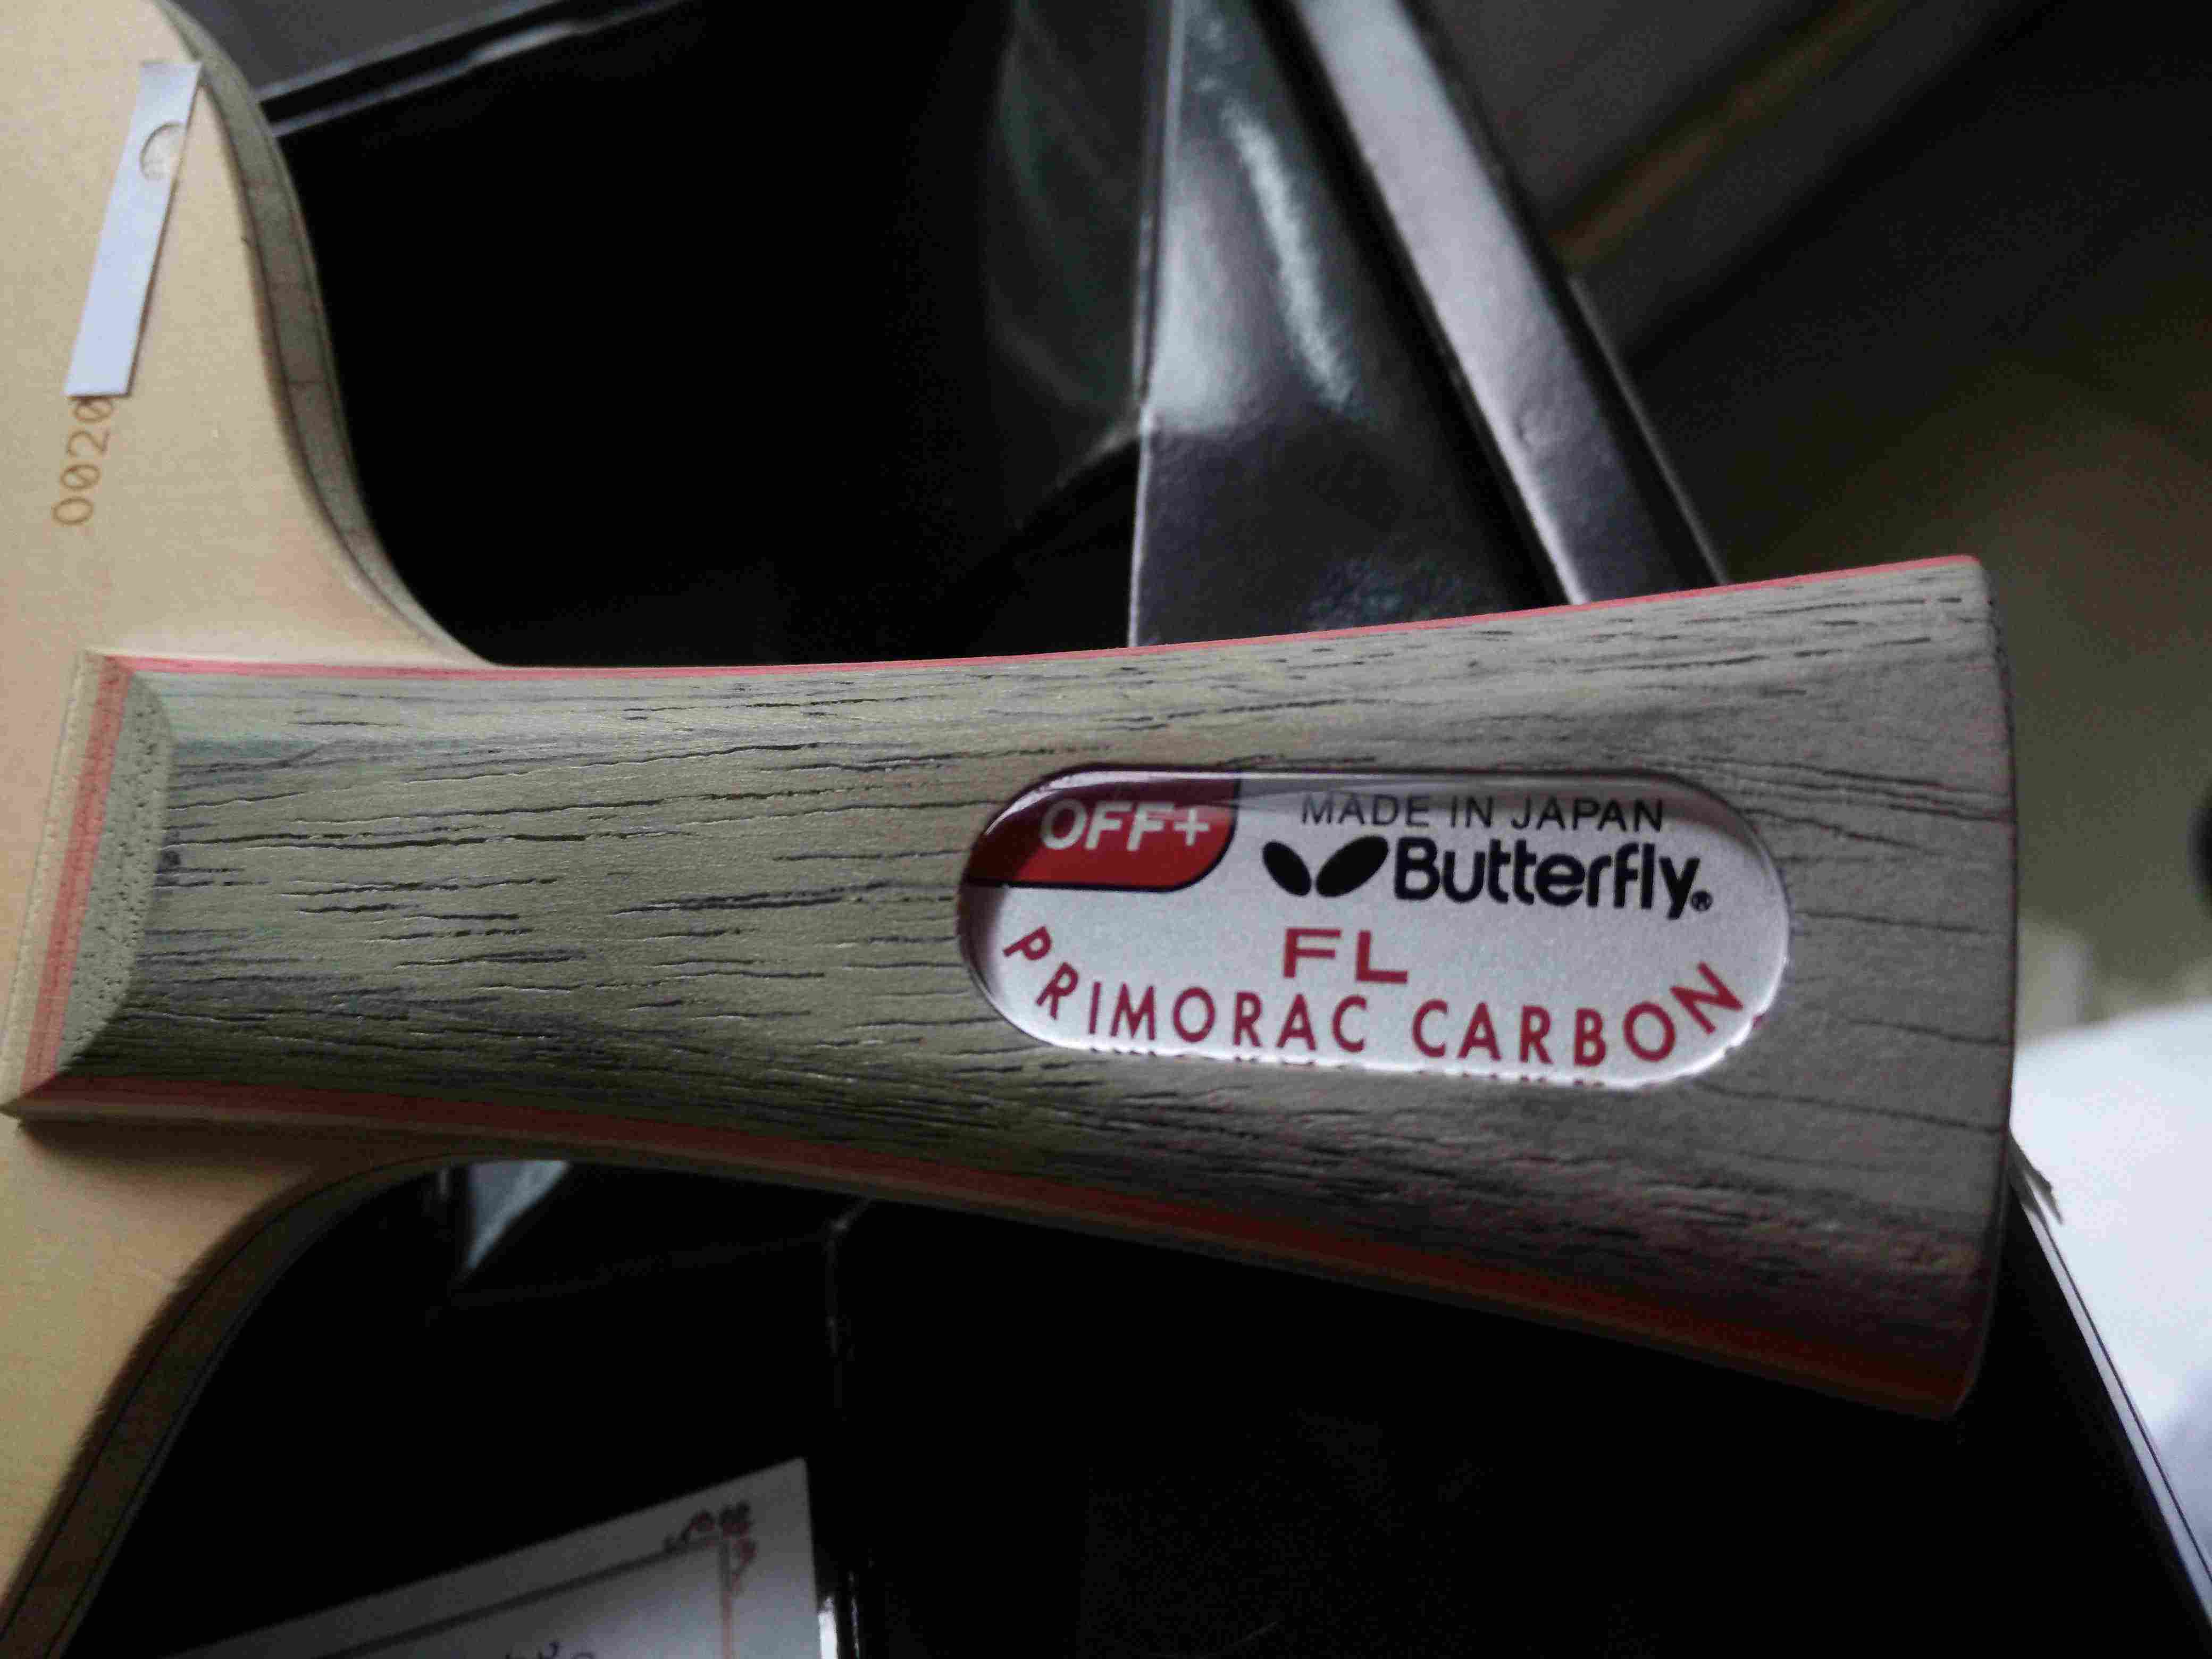 0020
OFF+
MADE IN JAPAN
Butterfly®
FL
PRIMORAC CARBON